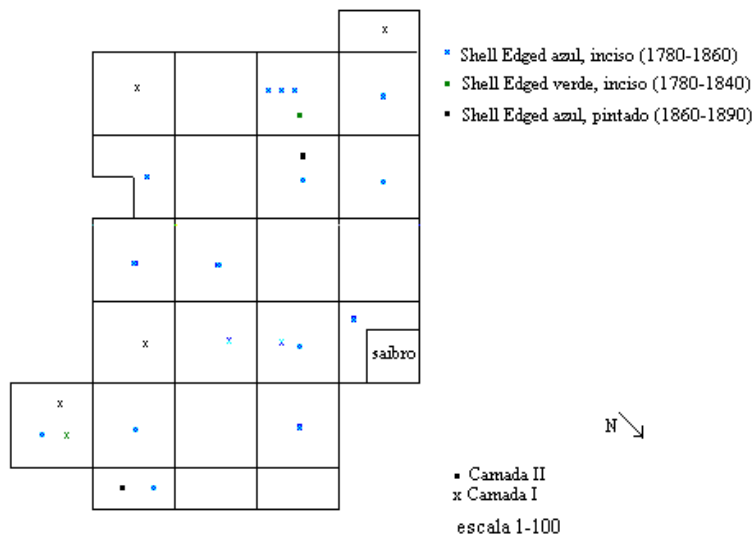 Shell Edged azul, inciso (1780-1860)
Shell Edged verde, inciso (1780-1840)
Shell Edged azul, pintado (1860-1890)
saibro
N
Camada II
x Camada I
escala 1-100